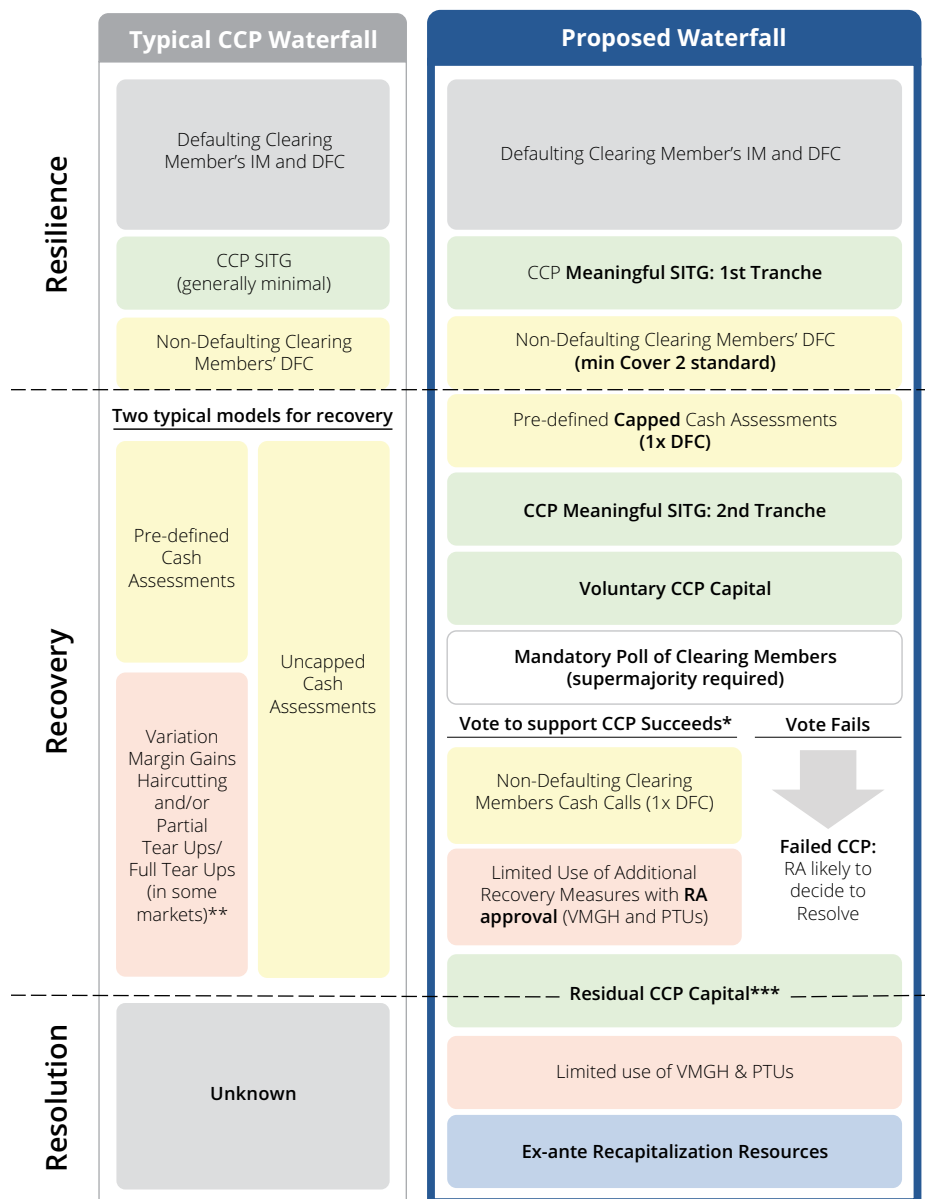 Typical CCP Waterfall
Proposed Waterfall
Resilience
Defaulting Clearing
Member's IM and DFC
CCP SITG
(generally minimal)
Non-Defaulting Clearing
Members' DFC
Defaulting Clearing Member's IM and DFC
CCP Meaningful SITG: 1st Tranche
Non-Defaulting Clearing Members' DFC
(min Cover 2 standard)
Recovery
Two typical models for recovery
Pre-defined
Cash
Assessments
Variation
Margin Gains
Haircutting
and/or
Partial
Tear Ups/
Full Tear Ups
(in some
markets)**
Uncapped
Cash
Assessments
Pre-defined Capped Cash Assessments
(1x DFC)
CCP Meaningful SITG: 2nd Tranche
Voluntary CCP Capital
Mandatory Poll of Clearing Members
(supermajority required)
Vote to support CCP Succeeds*
Non-Defaulting Clearing
Members Cash Calls (1x DFC)
Limited Use of Additional
Recovery Measures with RA
approval (VMGH and PTUs)
Vote Fails
Failed CCP:
RA likely to
decide to
Resolve
Residual CCP Capital***
Resolution
Unknown
Limited use of VMGH & PTUs
Ex-ante Recapitalization Resources